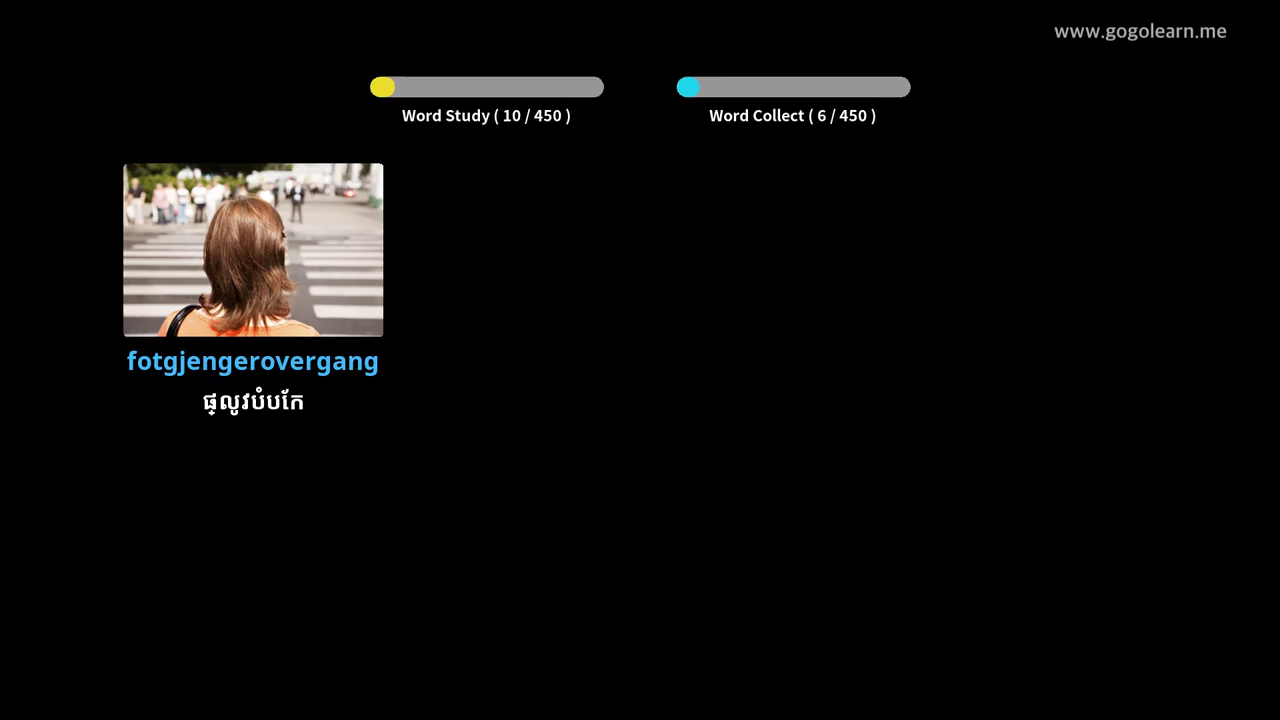 www.gogolearn.me
Word Study ( 10 / 450 )
Word Collect ( 6 / 450 )
fotgjengerovergang
ផ្លូវបំបកែ